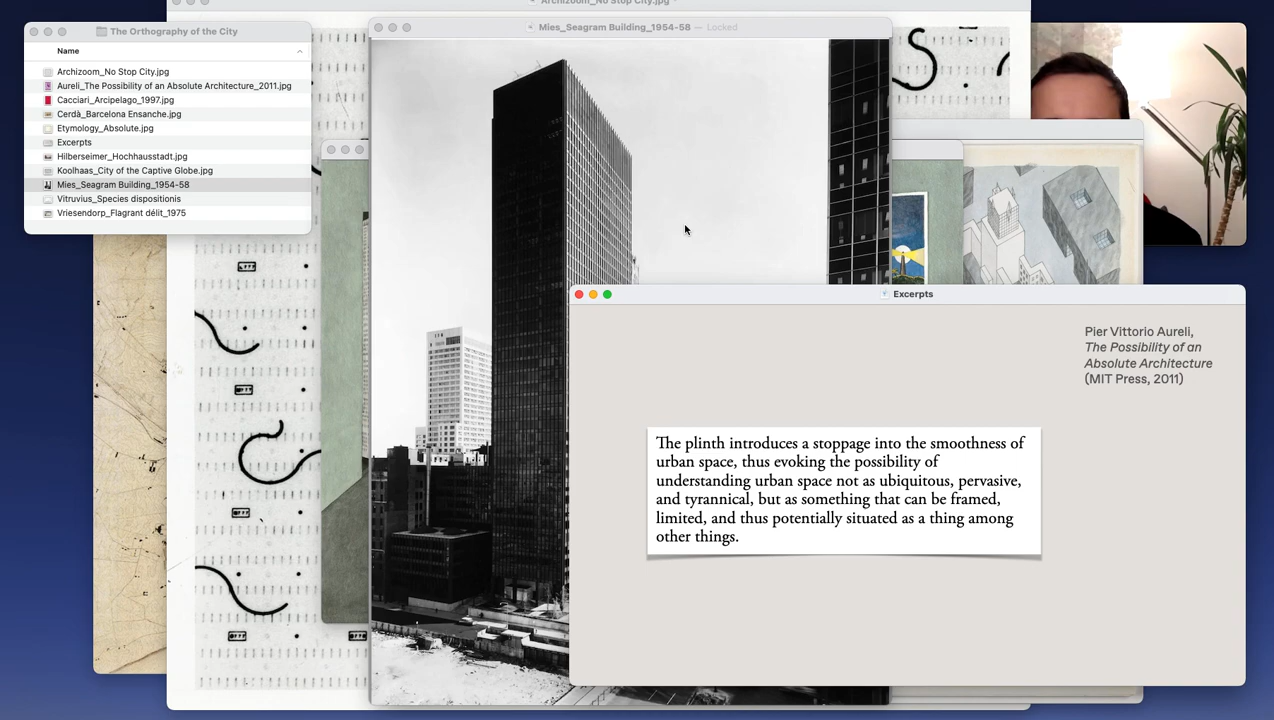 Archizoom_No Stop City.jpg
The Orthography of the City
Name
Archizoom_No Stop City.jpg
Aureli_The Possibility of an Absolute Architecture_2011.jpg
Cacciari_Arcipelago_1997.jpg
Cerdà_Barcelona Ensanche.jpg
Etymology_Absolute.jpg
Excerpts
Hilberseimer_Hochhausstadt.jpg
Koolhaas_City of the Captive Globe.jpg
Mies_Seagram Building_1954-58
Vitruvius_Species dispositionis
Vriesendorp_Flagrant délit_1975
Mies_Seagram Building_1954-58 — Locked
Excerpts
Pier Vittorio Aureli,
The Possibility of an
Absolute Architecture
(MIT Press, 2011)
The plinth introduces a stoppage into the smoothness of
urban space, thus evoking the possibility of
understanding urban space not as ubiquitous, pervasive,
and tyrannical, but as something that can be framed,
limited, and thus potentially situated as a thing among
other things.